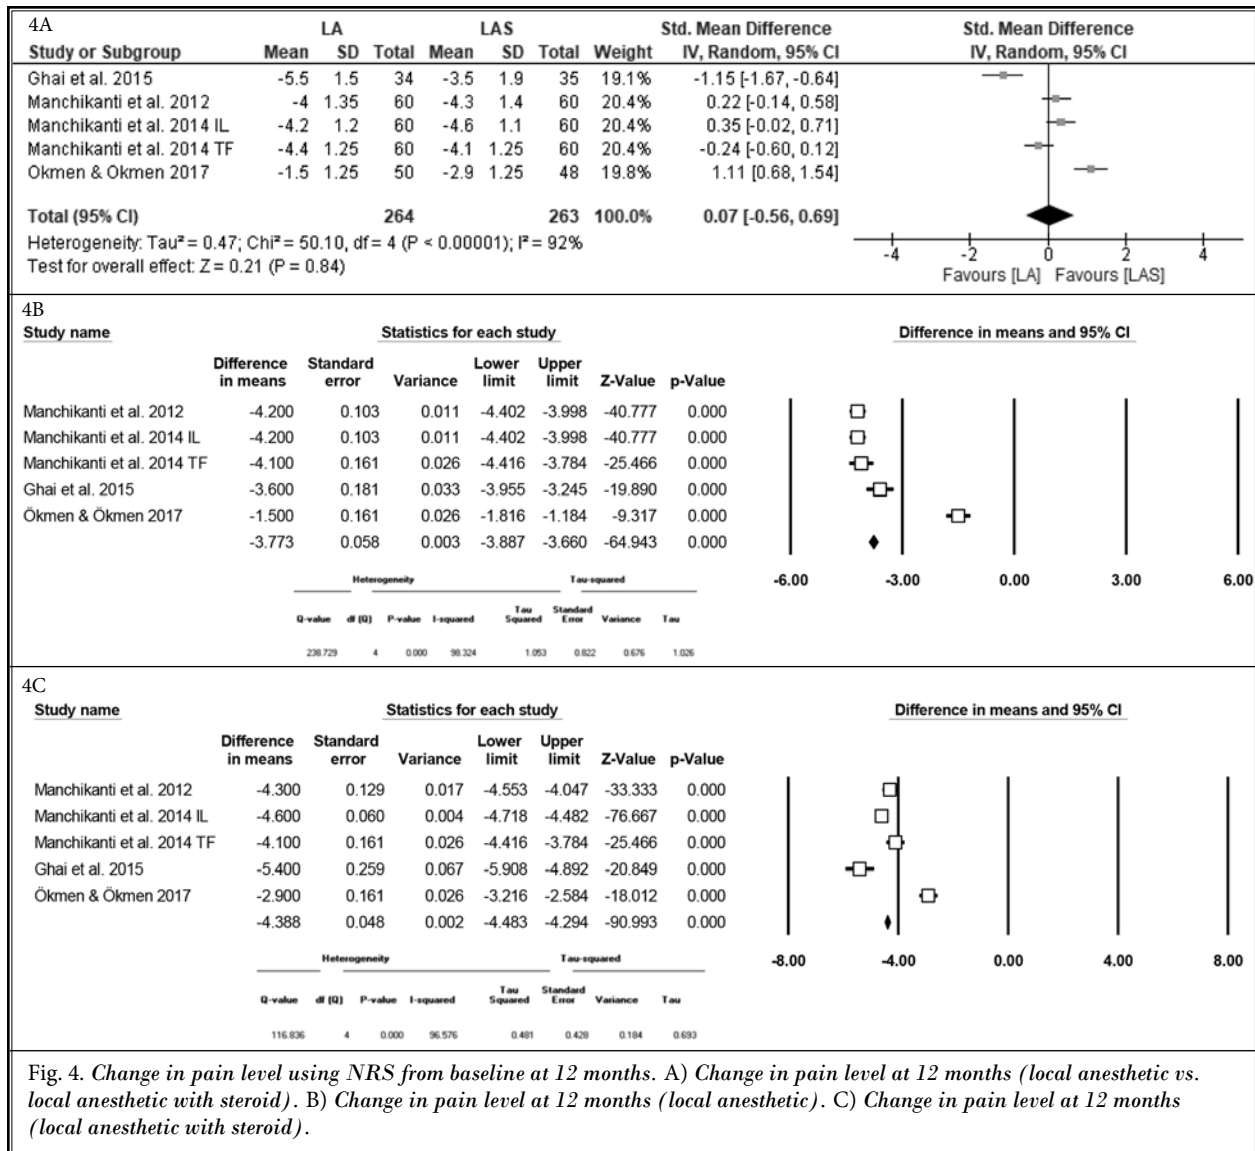 4A
LA LAS Std. Mean Difference Std. Mean Difference
Study or Subgroup Mean SD Total Mean SD Total Weight IV, Random, 95% CI IV, Random, 95% CI
Ghai et al. 2015 -5.5 1.5 34 -3.5 1.9 35 19.1% -1.15 [-1.67, -0.64]
Manchikanti et al. 2012 -4 1.35 60 -4.3 1.4 60 20.4% 0.22 [-0.14, 0.58]
Manchikanti et al. 2014 IL -4.2 1.2 60 -4.6 1.1 60 20.4% 0.35 [-0.02, 0.71]
Manchikanti et al. 2014 TF -4.4 1.25 60 -4.1 1.25 60 20.4% -0.24 [-0.60, 0.12]
Okmen & Okmen 2017 -1.5 1.25 50 -2.9 1.25 48 19.8% 1.11 [0.68, 1.54]
Total (95% CI) 264 263 100.0% 0.07 [-0.56, 0.69]
Heterogeneity: Tau² = 0.47; Chi² = 50.10, df = 4 (P < 0.00001); I² = 92%
Test for overall effect: Z = 0.21 (P = 0.84)
-4 -2 0 2 4
Favours [LA] Favours [LAS]
4B
Study name Statistics for each study Difference in means and 95% CI
Difference Standard Lower Upper
in means error Variance limit limit Z-Value p-Value
Manchikanti et al. 2012 -4.200 0.103 0.011 -4.402 -3.998 -40.777 0.000
Manchikanti et al. 2014 IL -4.200 0.103 0.011 -4.402 -3.998 -40.777 0.000
Manchikanti et al. 2014 TF -4.100 0.161 0.026 -4.416 -3.784 -25.466 0.000
Ghai et al. 2015 -3.600 0.181 0.033 -3.955 -3.245 -19.890 0.000
Ökmen & Ökmen 2017 -1.500 0.161 0.026 -1.816 -1.184 -9.317 0.000
-3.773 0.058 0.003 -3.887 -3.660 -64.943 0.000
-6.00 -3.00 0.00 3.00 6.00
Heterogeneity Tau-squared
Tau Standard
Q-value df (Q) P-value I-squared Squared Error Variance Tau
238.729 4 0.000 98.324 1.053 0.822 0.676 1.026
4C
Study name Statistics for each study Difference in means and 95% CI
Difference Standard Lower Upper
in means error Variance limit limit Z-Value p-Value
Manchikanti et al. 2012 -4.300 0.129 0.017 -4.553 -4.047 -33.333 0.000
Manchikanti et al. 2014 IL -4.600 0.060 0.004 -4.718 -4.482 -76.667 0.000
Manchikanti et al. 2014 TF -4.100 0.161 0.026 -4.416 -3.784 -25.466 0.000
Ghai et al. 2015 -5.400 0.259 0.067 -5.908 -4.892 -20.849 0.000
Ökmen & Ökmen 2017 -2.900 0.161 0.026 -3.216 -2.584 -18.012 0.000
-4.388 0.048 0.002 -4.483 -4.294 -90.993 0.000
-8.00 -4.00 0.00 4.00 8.00
Heterogeneity Tau-squared
Tau Standard
Q-value df (Q) P-value I-squared Squared Error Variance Tau
116.836 4 0.000 96.576 0.481 0.428 0.184 0.693
Fig. 4. Change in pain level using NRS from baseline at 12 months. A) Change in pain level at 12 months (local anesthetic vs.
local anesthetic with steroid). B) Change in pain level at 12 months (local anesthetic). C) Change in pain level at 12 months
(local anesthetic with steroid).